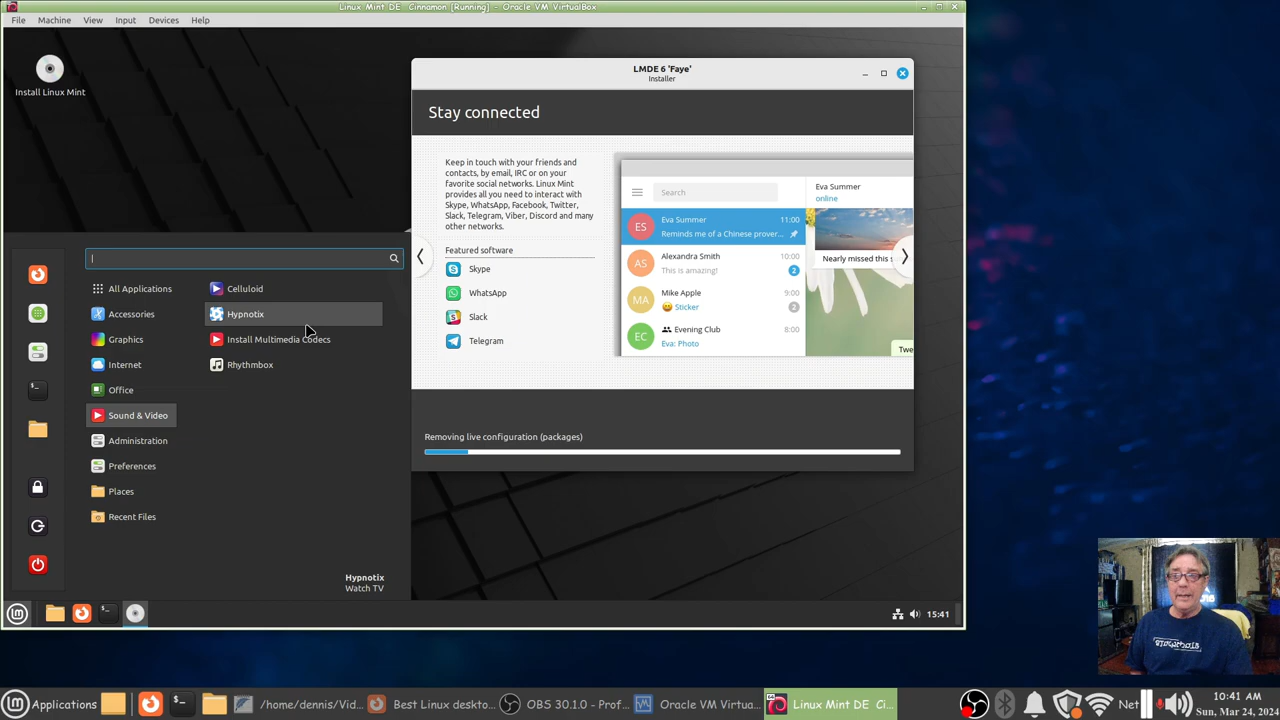 Linux Mint DE Cinnamon [Running] - Oracle VM VirtualBox
File Machine View Input Devices Help
Install Linux Mint
LMDE 6 'Faye'
Installer
Stay connected
Keep in touch with your friends and
contacts, by email, IRC or on your
favorite social networks. Linux Mint
provides all you need to interact with
Skype, WhatsApp, Facebook, Twitter,
Slack, Telegram, Viber, Discord and many
other networks.
Featured software
Skype
WhatsApp
Slack
Telegram
Search
ES
Eva Summer 11:00
Reminds me of a Chinese prover...
AS
Alexandra Smith 10:00
This is amazing! 2
MA
Mike Apple 9:00
Sticker 2
EC
Evening Club 8:00
Eva: Photo
Eva Summer
online
Nearly missed this s
Twe
Removing live configuration (packages)
All Applications
Accessories
Graphics
Internet
Office
Sound & Video
Administration
Preferences
Places
Recent Files
Celluloid
Hypnotix
Install Multimedia Codecs
Rhythmbox
Hypnotix
Watch TV
15:41
Applications
/home/dennis/Vid...
Best Linux deskto...
OBS 30.1.0 - Prof...
Oracle VM Virtua...
Linux Mint DE Ci...
Net
10:41 AM
Sun, Mar 24, 2024